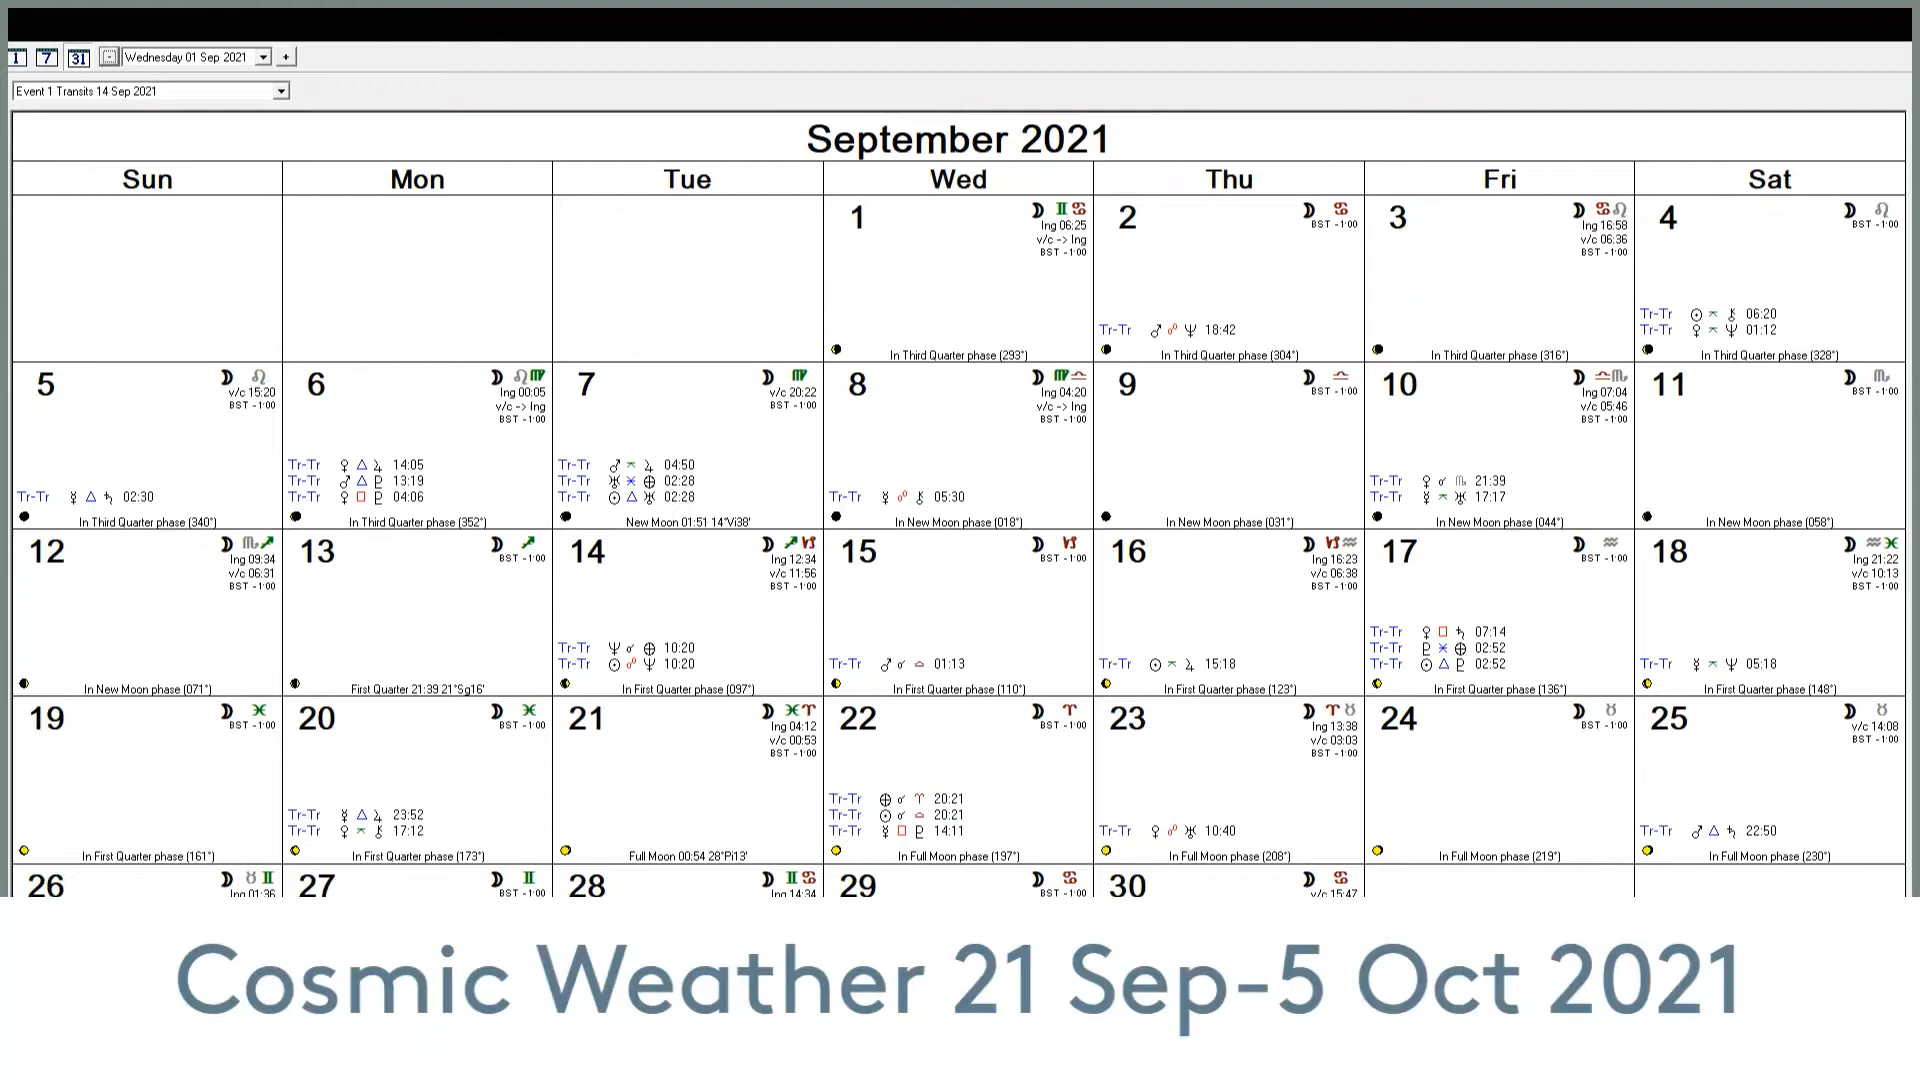 1 7 31 - Wednesday 01 Sep 2021 +
Event 1 Transits 14 Sep 2021
September 2021
Sun Mon Tue Wed Thu Fri Sat
1 ☽ ♊♋
Ing 06:25
v/c -> Ing
BST -1:00
In Third Quarter phase (293°)
2 ☽ ♋
BST -1:00
Tr-Tr ♂ ☍ ♆ 18:42
In Third Quarter phase (304°)
3 ☽ ♋♌
Ing 16:58
v/c 06:36
BST -1:00
In Third Quarter phase (316°)
4 ☽ ♌
BST -1:00
Tr-Tr ☉ ⚻ ⚷ 06:20
Tr-Tr ♀ ⚻ ♆ 01:12
In Third Quarter phase (328°)
5 ☽ ♌
v/c 15:20
BST -1:00
Tr-Tr ☿ △ ♄ 02:30
In Third Quarter phase (340°)
6 ☽ ♌♍
Ing 00:05
v/c -> Ing
BST -1:00
Tr-Tr ♀ △ ♃ 14:05
Tr-Tr ♂ △ ♇ 13:19
Tr-Tr ♀ □ ♇ 04:06
In Third Quarter phase (352°)
7 ☽ ♍
v/c 20:22
BST -1:00
Tr-Tr ♂ ⚻ ♃ 04:50
Tr-Tr ♅ ⚹ ⊕ 02:28
Tr-Tr ☉ △ ♅ 02:28
New Moon 01:51 14°Vi38'
8 ☽ ♍♎
Ing 04:20
v/c -> Ing
BST -1:00
Tr-Tr ☿ ☍ ⚷ 05:30
In New Moon phase (018°)
9 ☽ ♎
BST -1:00
In New Moon phase (031°)
10 ☽ ♎♏
Ing 07:04
v/c 05:46
BST -1:00
Tr-Tr ♀ ☌ ♏ 21:39
Tr-Tr ☿ ⚻ ♅ 17:17
In New Moon phase (044°)
11 ☽ ♏
BST -1:00
In New Moon phase (058°)
12 ☽ ♏♐
Ing 09:34
v/c 06:31
BST -1:00
In New Moon phase (071°)
13 ☽ ♐
BST -1:00
First Quarter 21:39 21°Sg16'
14 ☽ ♐♑
Ing 12:34
v/c 11:56
BST -1:00
Tr-Tr ♆ ☌ ⊕ 10:20
Tr-Tr ☉ ☍ ♆ 10:20
In First Quarter phase (097°)
15 ☽ ♑
BST -1:00
Tr-Tr ♂ ☌ ♎ 01:13
In First Quarter phase (110°)
16 ☽ ♑♒
Ing 16:23
v/c 06:38
BST -1:00
Tr-Tr ☉ ⚻ ♃ 15:18
In First Quarter phase (123°)
17 ☽ ♒
BST -1:00
Tr-Tr ♀ □ ♄ 07:14
Tr-Tr ♇ ⚹ ⊕ 02:52
Tr-Tr ☉ △ ♇ 02:52
In First Quarter phase (136°)
18 ☽ ♒♓
Ing 21:22
v/c 10:13
BST -1:00
Tr-Tr ☿ ⚻ ♆ 05:18
In First Quarter phase (148°)
19 ☽ ♓
BST -1:00
In First Quarter phase (161°)
20 ☽ ♓
BST -1:00
Tr-Tr ☿ △ ♃ 23:52
Tr-Tr ♀ ⚻ ⚷ 17:12
In First Quarter phase (173°)
21 ☽ ♓♈
Ing 04:12
v/c 00:53
BST -1:00
Full Moon 00:54 28°Pi13'
22 ☽ ♈
BST -1:00
Tr-Tr ⊕ ☌ ♈ 20:21
Tr-Tr ☉ ☌ ♎ 20:21
Tr-Tr ☿ □ ♇ 14:11
In Full Moon phase (197°)
23 ☽ ♈♉
Ing 13:38
v/c 03:03
BST -1:00
Tr-Tr ♀ ☍ ♅ 10:40
In Full Moon phase (208°)
24 ☽ ♉
BST -1:00
In Full Moon phase (219°)
25 ☽ ♉
v/c 14:08
BST -1:00
Tr-Tr ♂ △ ♄ 22:50
In Full Moon phase (230°)
26 ☽ ♉♊
Ing 01:36
27 ☽ ♊
BST -1:00
28 ☽ ♊♋
Ing 14:34
29 ☽ ♋
BST -1:00
30 ☽ ♋
v/c 15:47
Cosmic Weather 21 Sep-5 Oct 2021